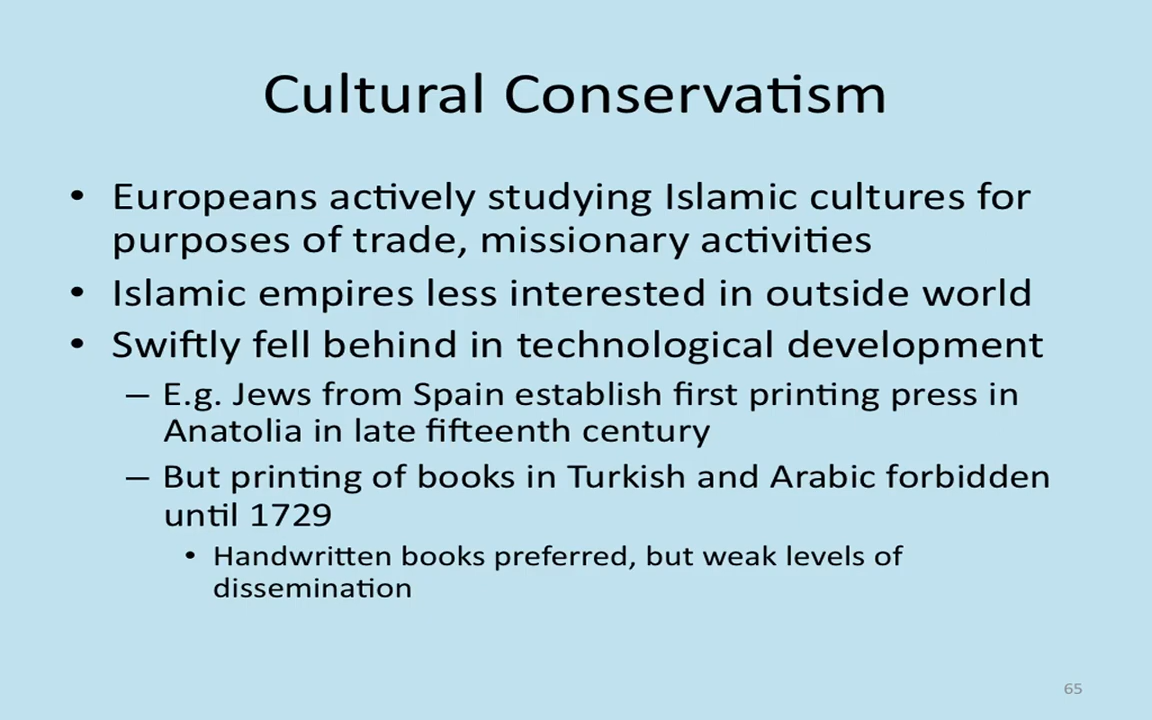 Cultural Conservatism
• Europeans actively studying Islamic cultures for
purposes of trade, missionary activities
• Islamic empires less interested in outside world
• Swiftly fell behind in technological development
– E.g. Jews from Spain establish first printing press in
Anatolia in late fifteenth century
– But printing of books in Turkish and Arabic forbidden
until 1729
• Handwritten books preferred, but weak levels of
dissemination
65